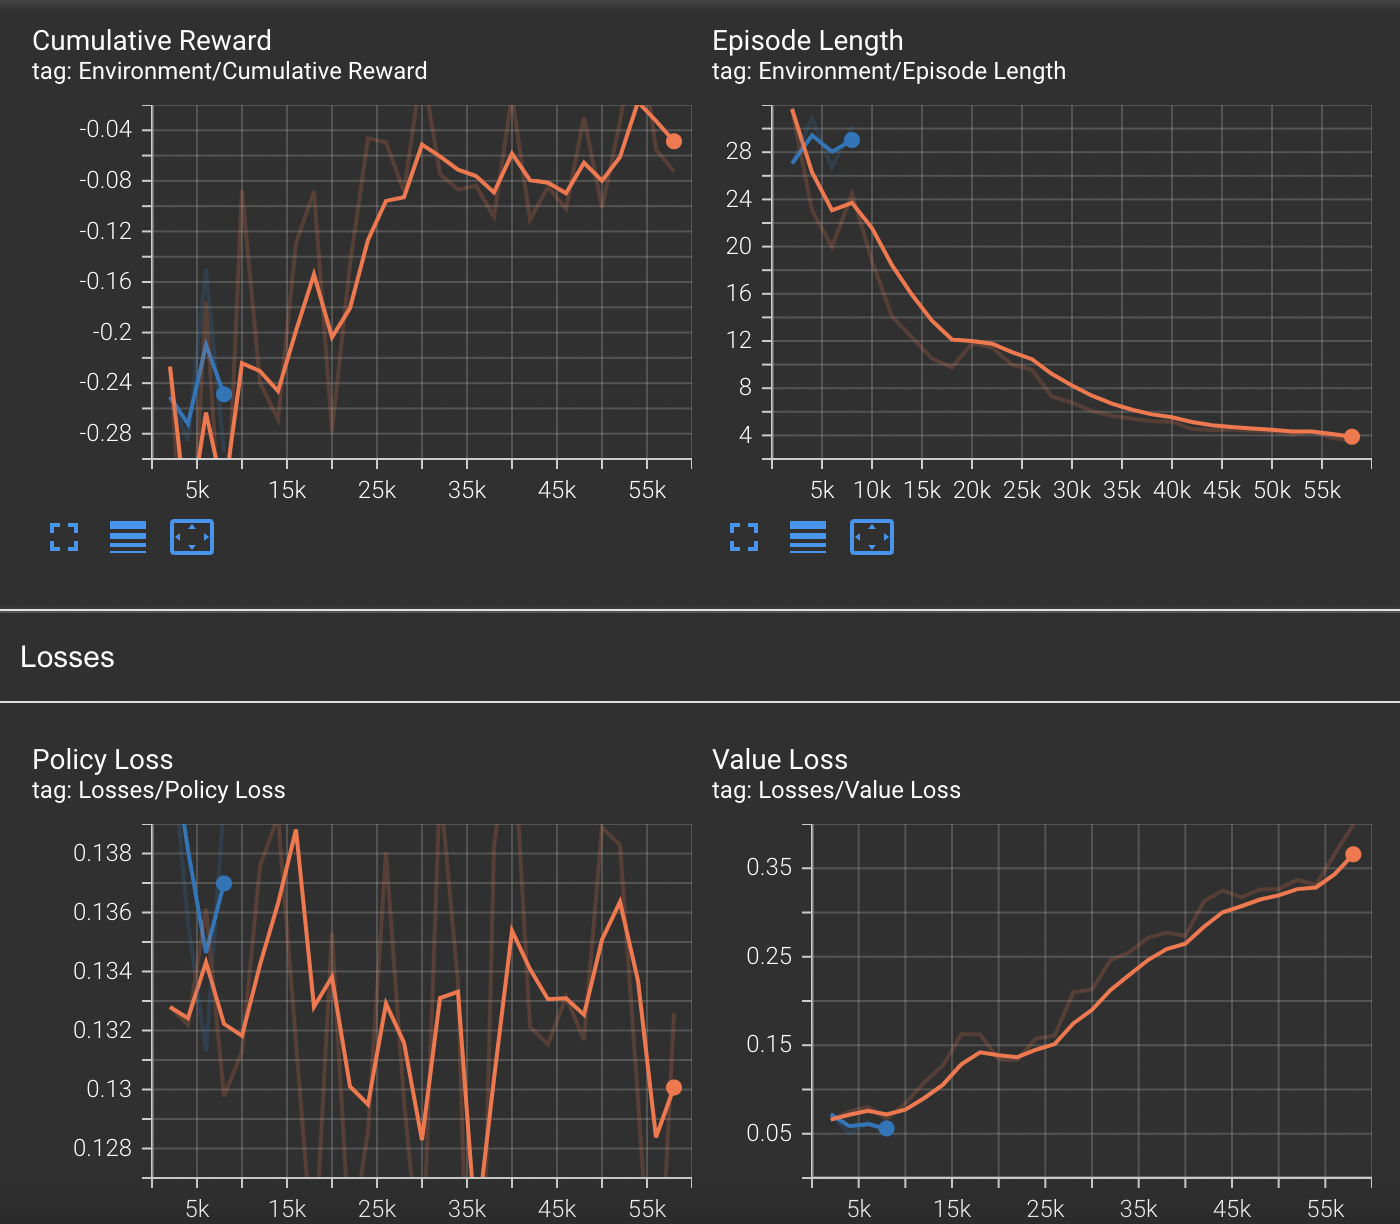 Cumulative Reward
tag: Environment/Cumulative Reward
-0.04
-0.08
-0.12
-0.16
-0.2
-0.24
-0.28
5k 15k 25k 35k 45k 55k
Episode Length
tag: Environment/Episode Length
28
24
20
16
12
8
4
5k 10k 15k 20k 25k 30k 35k 40k 45k 50k 55k
Losses
Policy Loss
tag: Losses/Policy Loss
0.138
0.136
0.134
0.132
0.13
0.128
5k 15k 25k 35k 45k 55k
Value Loss
tag: Losses/Value Loss
0.35
0.25
0.15
0.05
5k 15k 25k 35k 45k 55k